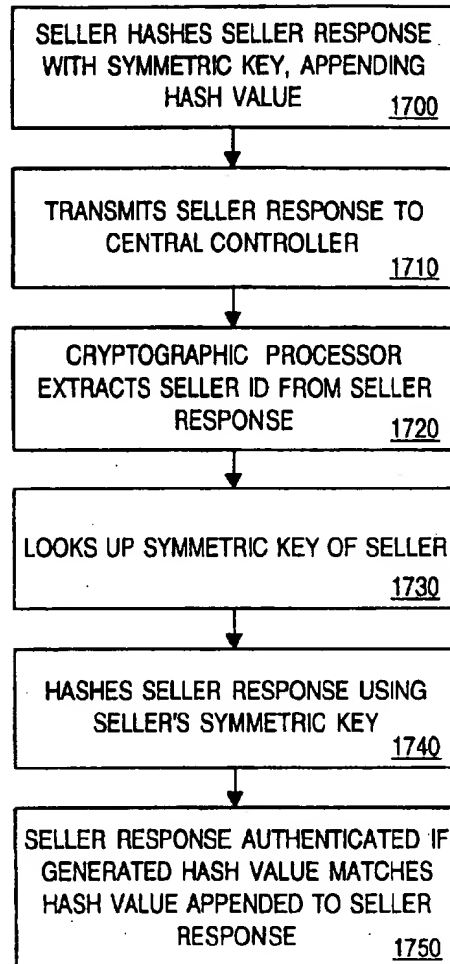 SELLER HASHES SELLER RESPONSE
WITH SYMMETRIC KEY, APPENDING
HASH VALUE
1700
TRANSMITS SELLER RESPONSE TO
CENTRAL CONTROLLER
1710
CRYPTOGRAPHIC PROCESSOR
EXTRACTS SELLER ID FROM SELLER
RESPONSE
1720
LOOKS UP SYMMETRIC KEY OF SELLER
1730
HASHES SELLER RESPONSE USING
SELLER'S SYMMETRIC KEY
1740
SELLER RESPONSE AUTHENTICATED IF
GENERATED HASH VALUE MATCHES
HASH VALUE APPENDED TO SELLER
RESPONSE
1750